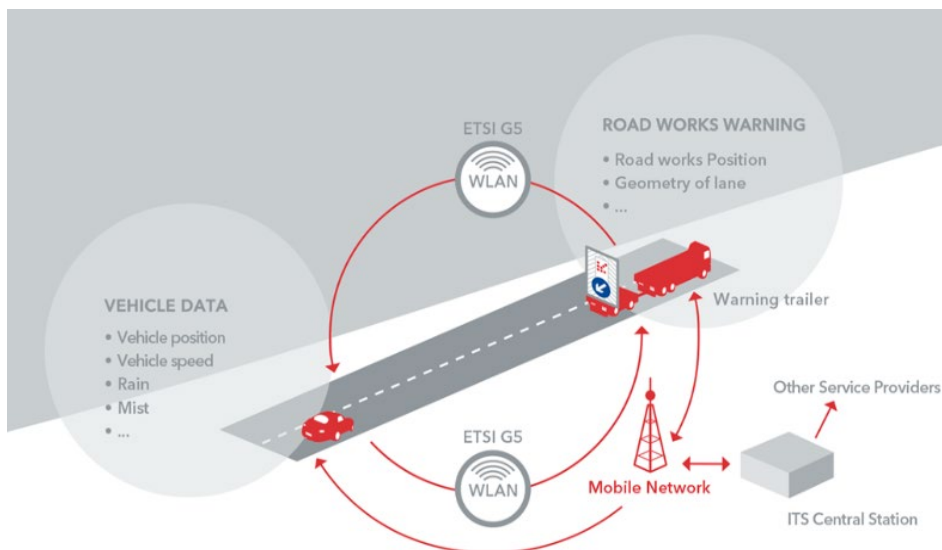 ETSI G5
WLAN
ROAD WORKS WARNING
• Road works Position
• Geometry of lane
• ...
Warning trailer
VEHICLE DATA
• Vehicle position
• Vehicle speed
• Rain
• Mist
• ...
ETSI G5
WLAN
Mobile Network
Other Service Providers
ITS Central Station